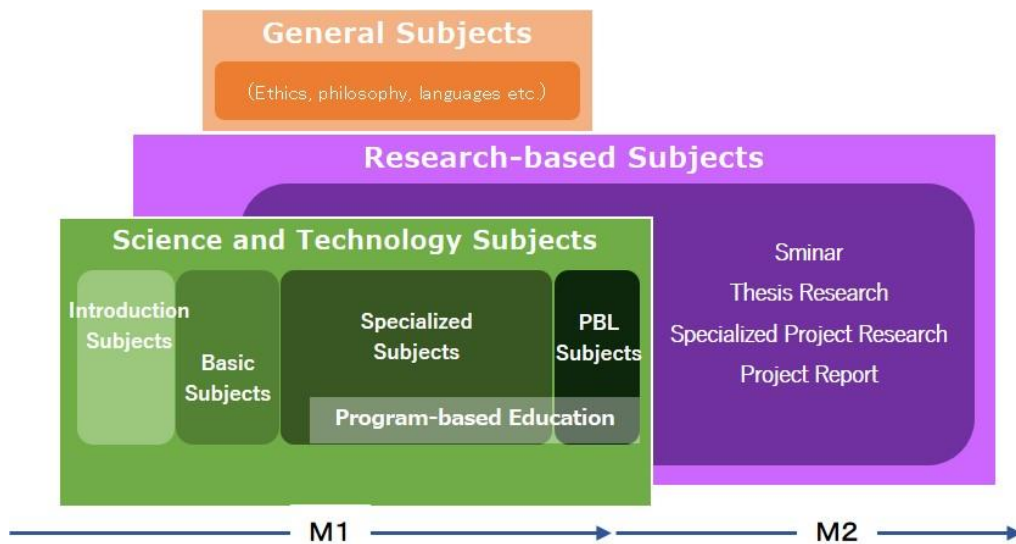 General Subjects
(Ethics, philosophy, languages etc.)
Research-based Subjects
Sminar
Thesis Research
Specialized Project Research
Project Report
Science and Technology Subjects
Introduction
Subjects
Basic
Subjects
Specialized
Subjects
PBL
Subjects
Program-based Education
M1
M2